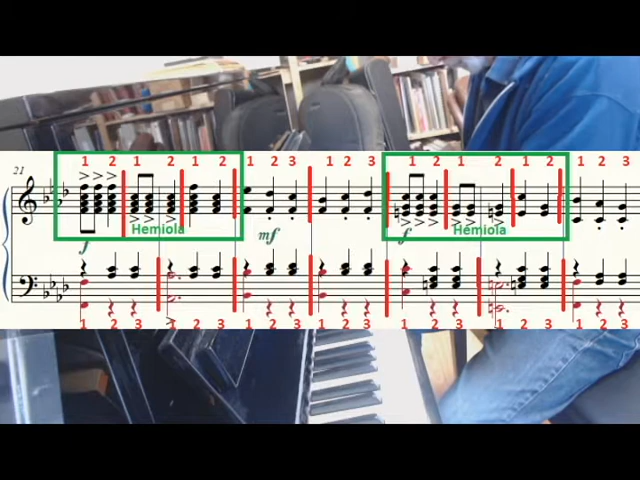 21
1 2 1 2 1 2 1 2 3 1 2 3 1 2 1 2 1 2 1 2 3
Hemiola Hemiola
f mf f
1 2 3 1 2 3 1 2 3 1 2 3 1 2 3 1 2 3 1 2 3